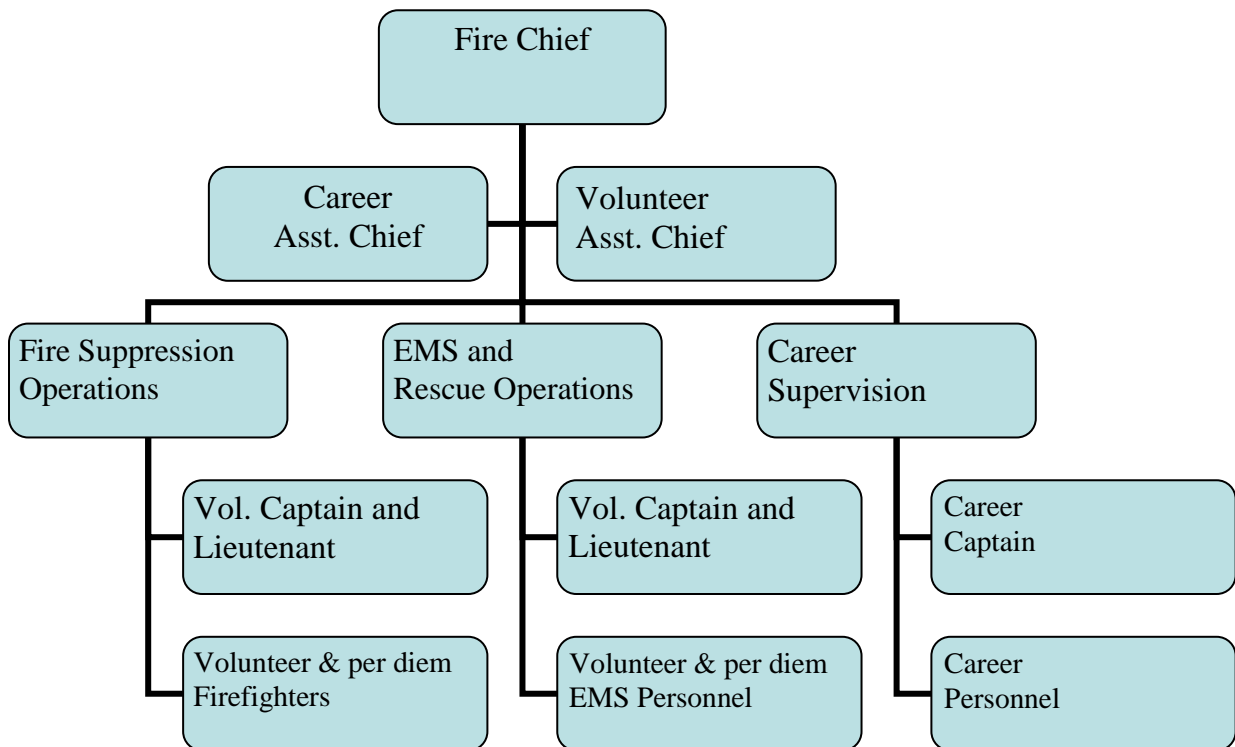 Fire Chief
Career
Asst. Chief
Volunteer
Asst. Chief
Fire Suppression
Operations
EMS and
Rescue Operations
Career
Supervision
Vol. Captain and
Lieutenant
Vol. Captain and
Lieutenant
Career
Captain
Volunteer & per diem
Firefighters
Volunteer & per diem
EMS Personnel
Career
Personnel